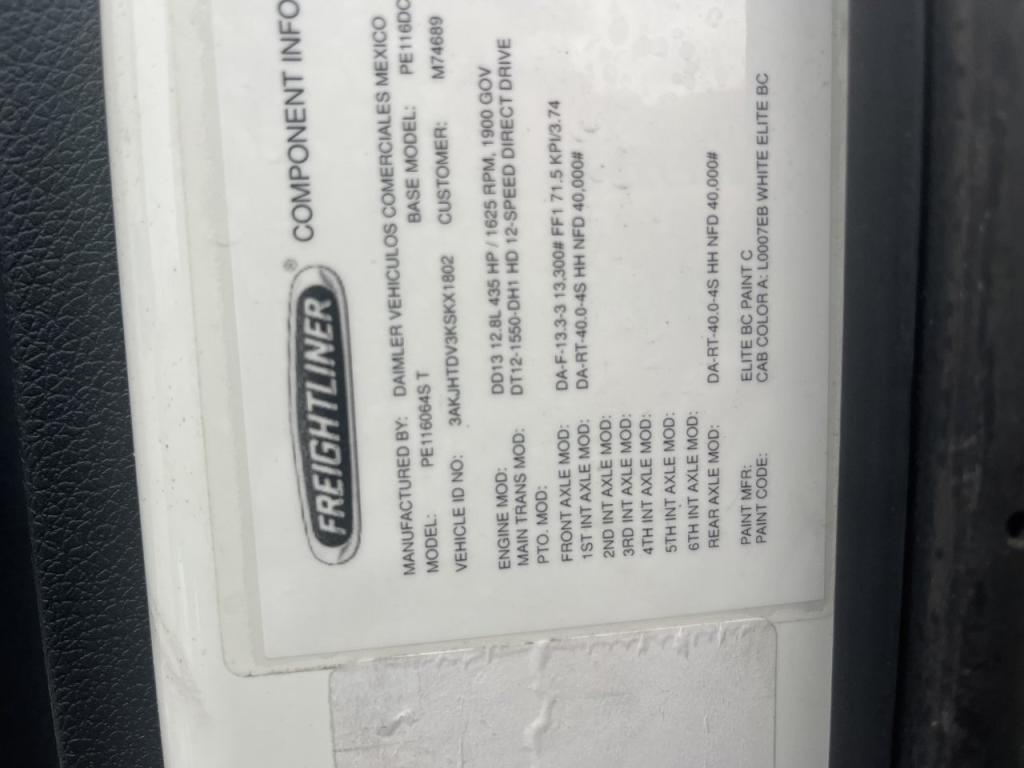 FREIGHTLINER ® COMPONENT INFO
MANUFACTURED BY: DAIMLER VEHICULOS COMERCIALES MEXICO
MODEL: PE116064S T BASE MODEL: PE116DC
VEHICLE ID NO: 3AKJHTDV3KSKX1802 CUSTOMER: M74689
ENGINE MOD: DD13 12.8L 435 HP / 1625 RPM, 1900 GOV
MAIN TRANS MOD: DT12-1550-DH1 HD 12-SPEED DIRECT DRIVE
PTO. MOD:
FRONT AXLE MOD: DA-F-13.3-3 13,300# FF1 71.5 KPI/3.74
1ST INT AXLE MOD: DA-RT-40.0-4S HH NFD 40,000#
2ND INT AXLE MOD:
3RD INT AXLE MOD:
4TH INT AXLE MOD:
5TH INT AXLE MOD:
6TH INT AXLE MOD:
REAR AXLE MOD: DA-RT-40.0-4S HH NFD 40,000#
PAINT MFR: ELITE BC PAINT C
PAINT CODE: CAB COLOR A: L0007EB WHITE ELITE BC